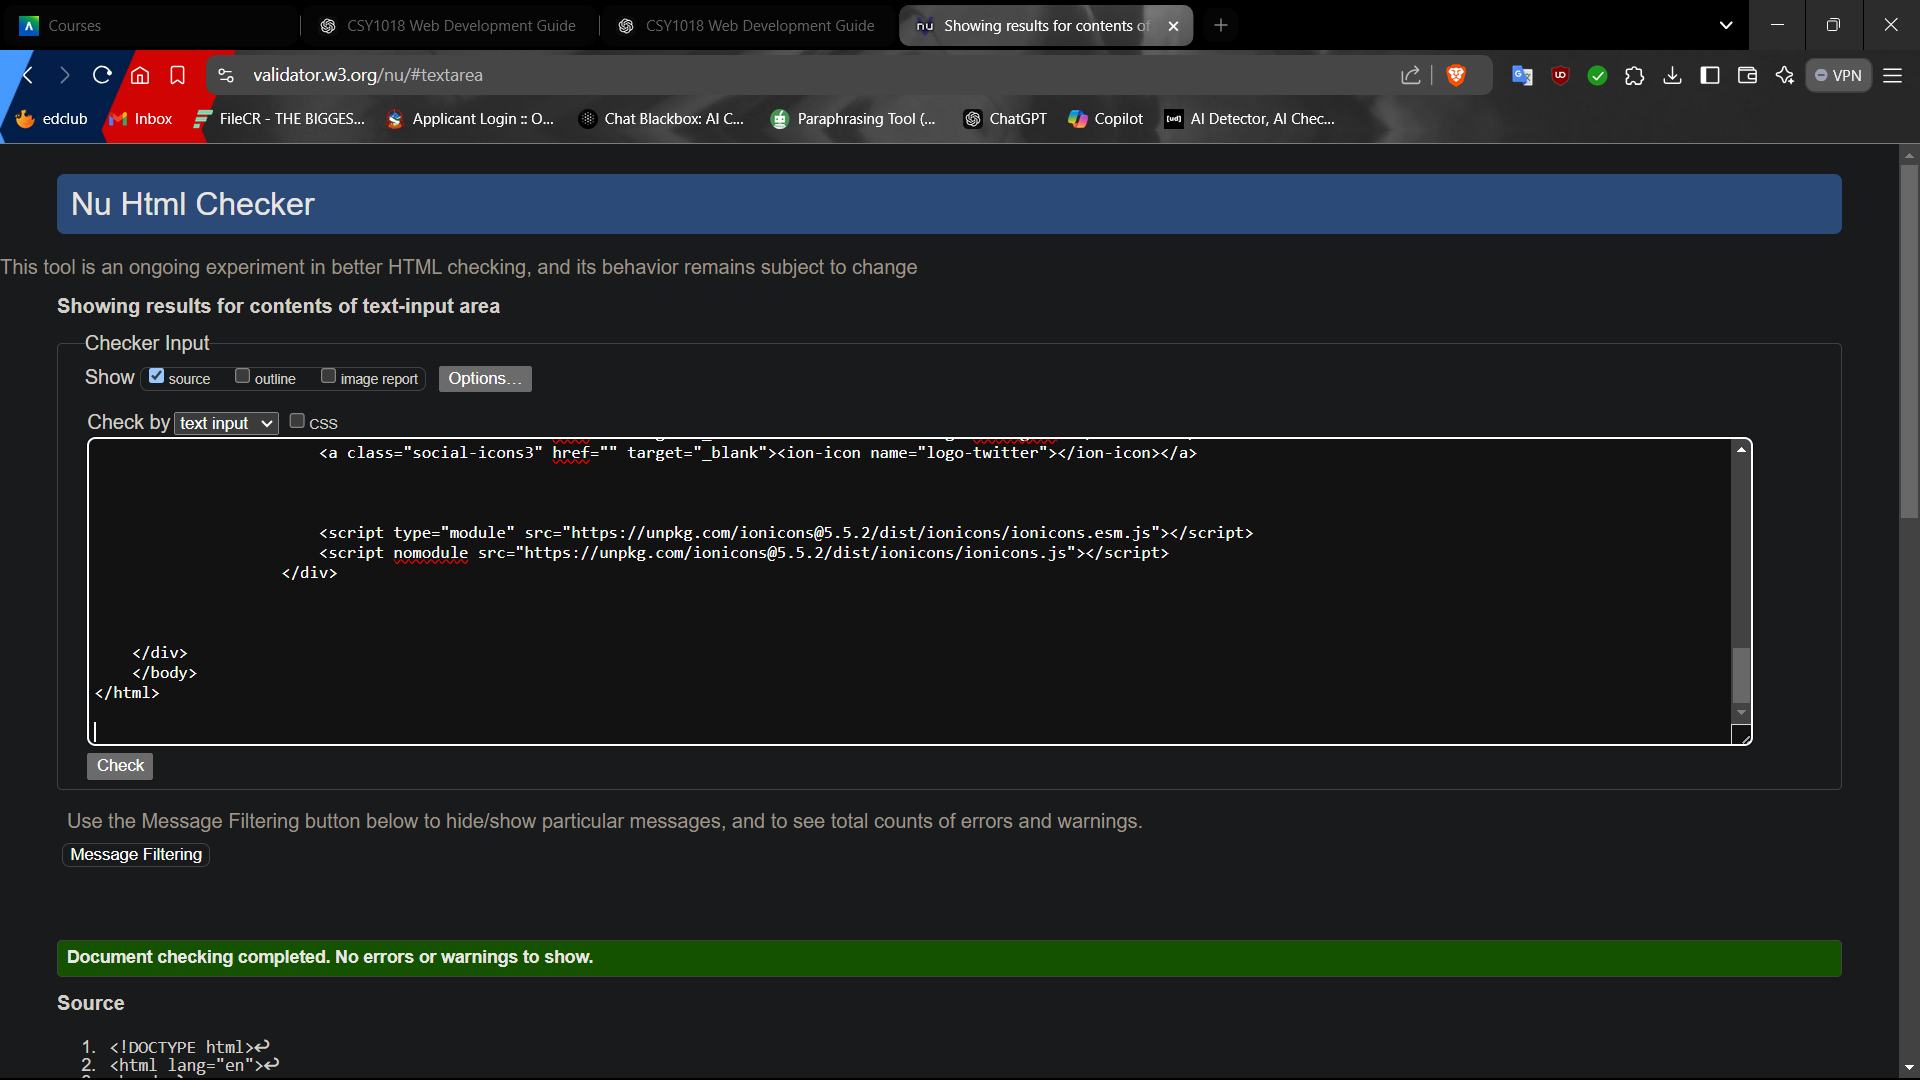 Courses
CSY1018 Web Development Guide
CSY1018 Web Development Guide
Showing results for contents of
validator.w3.org/nu/#textarea
VPN
edclub
Inbox
FileCR - THE BIGGES...
Applicant Login :: O...
Chat Blackbox: AI C...
Paraphrasing Tool (...
ChatGPT
Copilot
AI Detector, AI Chec...
Nu Html Checker
This tool is an ongoing experiment in better HTML checking, and its behavior remains subject to change
Showing results for contents of text-input area
Checker Input
Show source outline image report Options...
Check by text input CSS
<a class="social-icons3" href="" target="_blank"><ion-icon name="logo-twitter"></ion-icon></a>
<script type="module" src="https://unpkg.com/ionicons@5.5.2/dist/ionicons/ionicons.esm.js"></script>
<script nomodule src="https://unpkg.com/ionicons@5.5.2/dist/ionicons/ionicons.js"></script>
</div>
</div>
</body>
</html>
Check
Use the Message Filtering button below to hide/show particular messages, and to see total counts of errors and warnings.
Message Filtering
Document checking completed. No errors or warnings to show.
Source
1. <!DOCTYPE html>↩
2. <html lang="en">↩